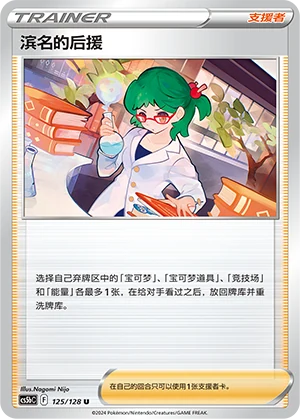 TRAINER 支援者
滨名的后援
选择自己弃牌区中的「宝可梦」、「宝可梦道具」、「竞技场」
和「能量」各最多1张，在给对手看过之后，放回牌库并重
洗牌库。
Illus.Nagomi Nijo
cs5bC F 125/128 U
在自己的回合只可以使用1张支援者卡。
©2024 Pokémon/Nintendo/Creatures/GAME FREAK.